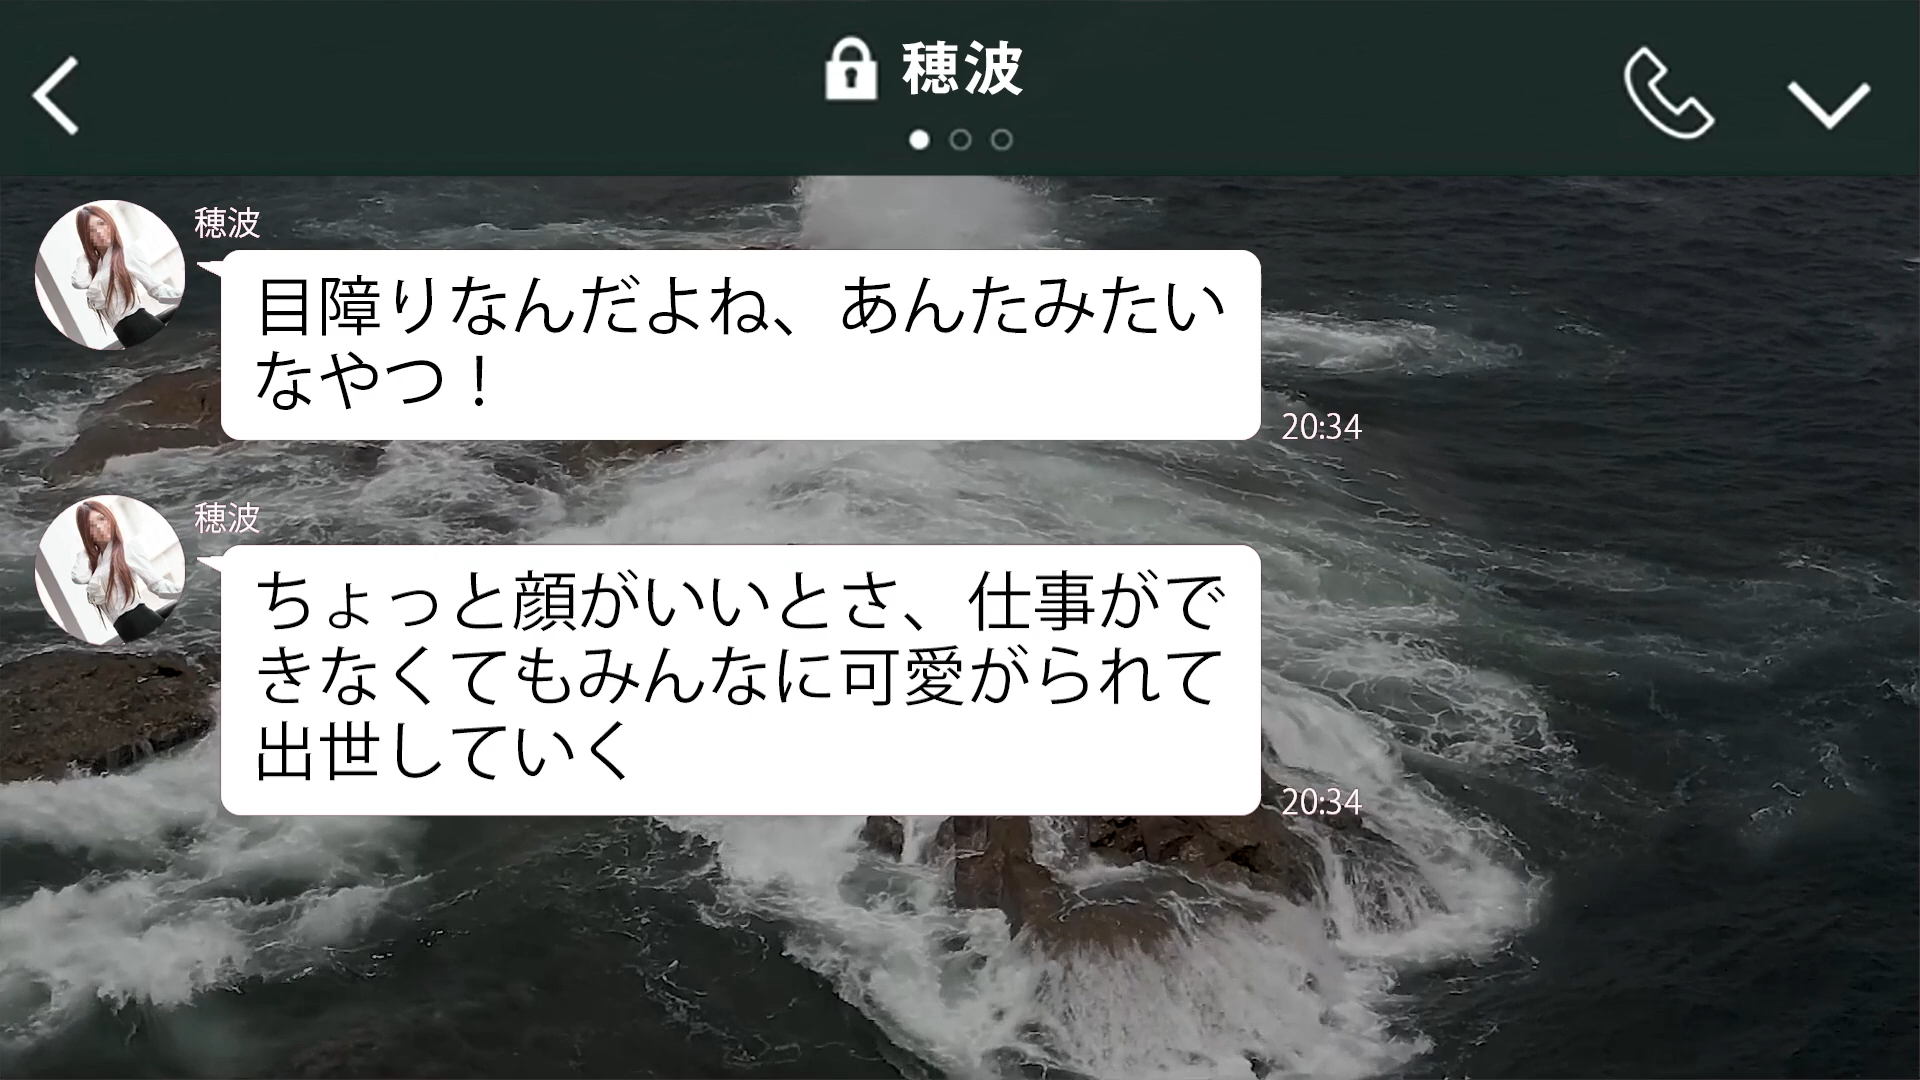 穂波
穂波
目障りなんだよね、あんたみたい
なやつ！
20:34
穂波
ちょっと顔がいいとさ、仕事がで
きなくてもみんなに可愛がられて
出世していく
20:34